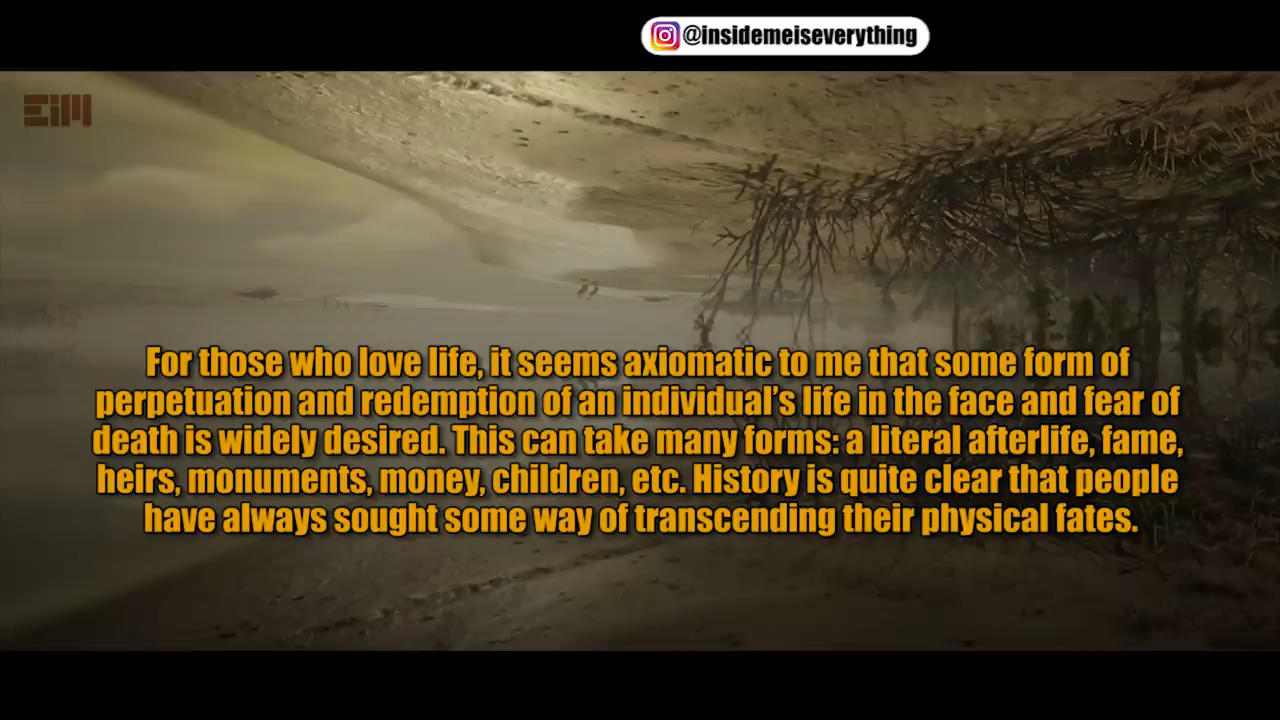 @insidemeiseverything
EiM
For those who love life, it seems axiomatic to me that some form of
perpetuation and redemption of an individual's life in the face and fear of
death is widely desired. This can take many forms: a literal afterlife, fame,
heirs, monuments, money, children, etc. History is quite clear that people
have always sought some way of transcending their physical fates.